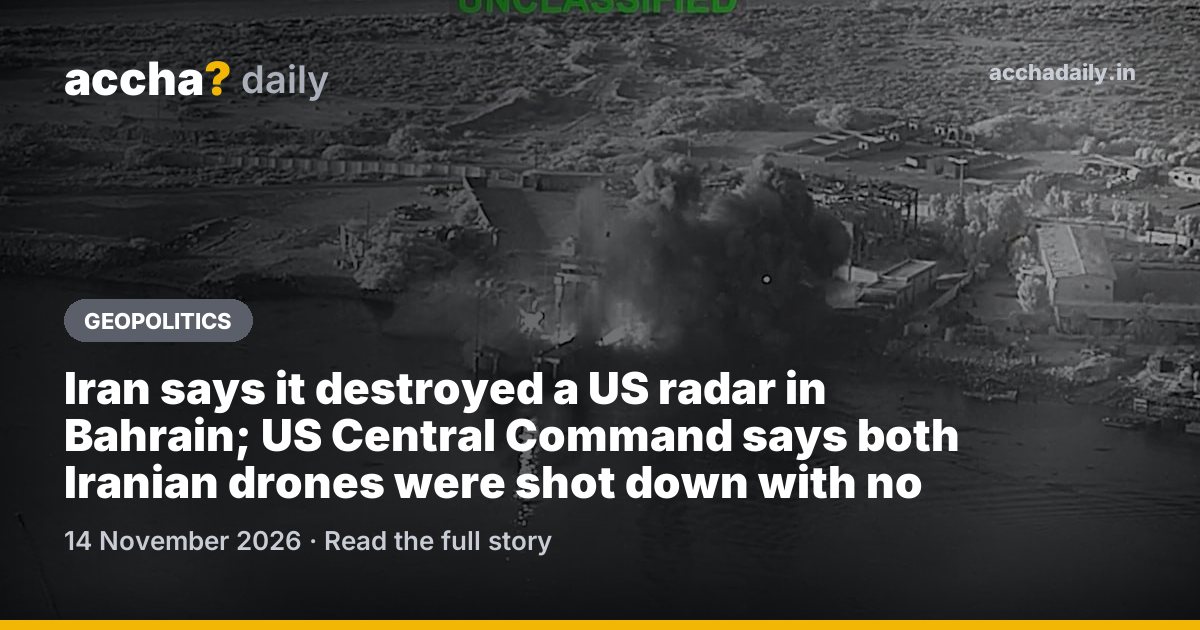 UNCLASSIFIED
accha? daily
acchadaily.in
GEOPOLITICS
Iran says it destroyed a US radar in
Bahrain; US Central Command says both
Iranian drones were shot down with no
14 November 2026 · Read the full story